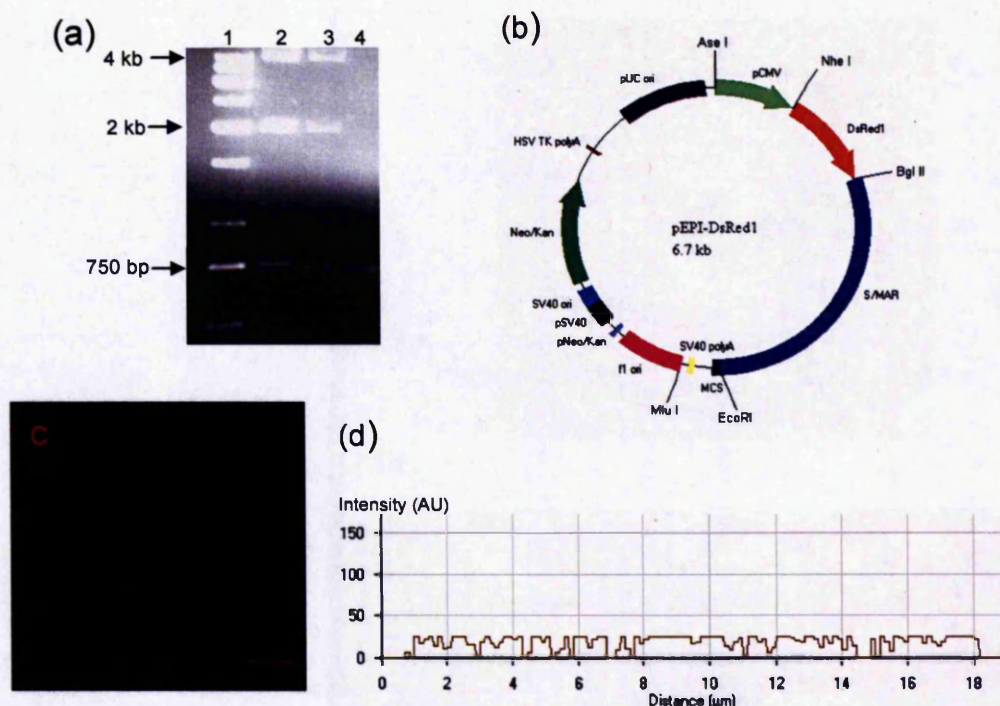 (a)
1 2 3 4
4 kb
2 kb
750 bp
(b)
Ase I
pCMV
Nhe I
DsRed1
Bgl II
S/MAR
EcoRI
MCS
SV40 polyA
Mlu I
f1 ori
pNeo/Kan
pSV40
SV40 ori
Neo/Kan
HSV TK polyA
pUC ori
pEPI-DsRed1
6.7 kb
C
(d)
Intensity (AU)
150
100
50
0
0 2 4 6 8 10 12 14 16 18
Distance [µm]